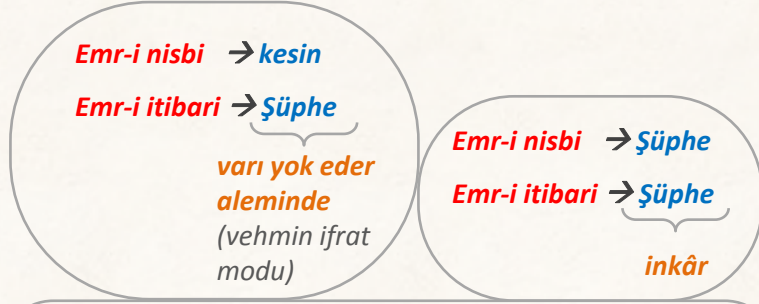 Emr-i nisbi → kesin
Emr-i itibari → Şüphe
varı yok eder
aleminde
(vehmin ifrat
modu)
Emr-i nisbi → Şüphe
Emr-i itibari → Şüphe
inkâr